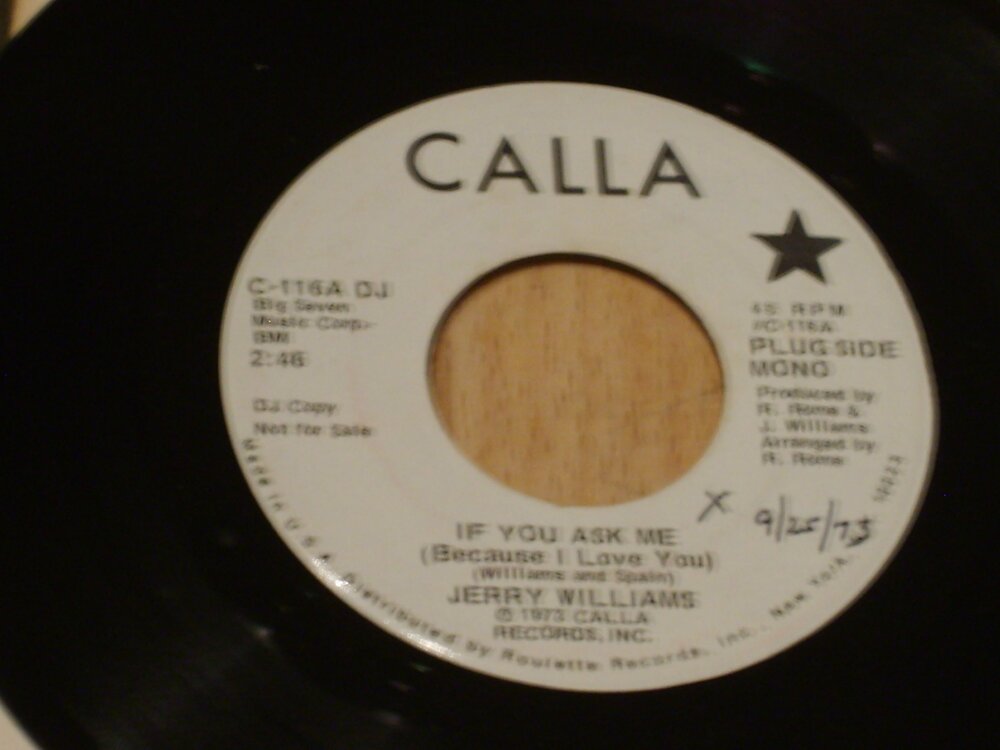 CALLA
C-116A DJ
Big Seven
Music Corp.-
BMI
2:46
DJ Copy
Not for Sale
45 RPM
//C-116A
PLUG SIDE
MONO
Produced by
R. Rome &
J. Williams
Arranged by
R. Rome
X 9/25/73
IF YOU ASK ME
(Because I Love You)
(Williams and Spain)
JERRY WILLIAMS
© 1973 CALLA
RECORDS, INC.
Made in U.S.A. Distributed by Roulette Records, Inc., New York,